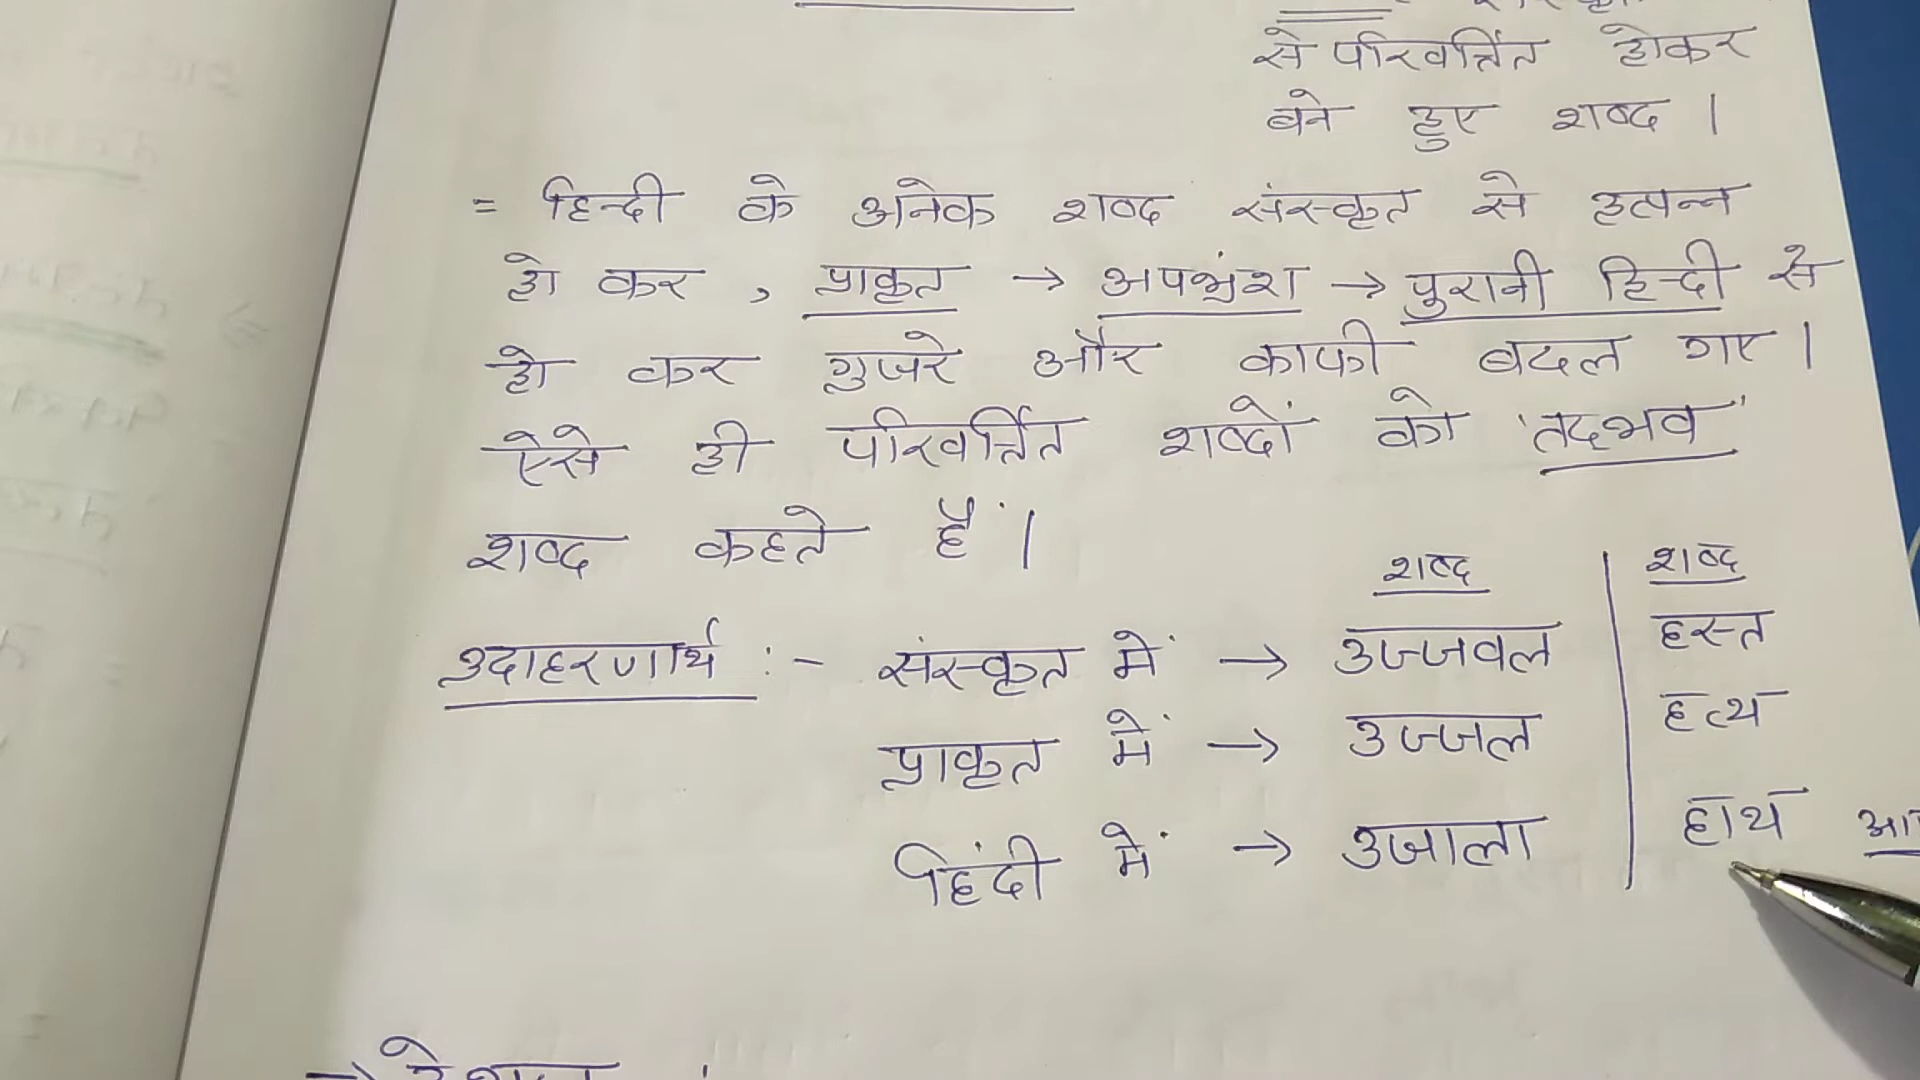 से परिवर्त्तित होकर
बने हुए शब्द ।
= हिन्दी के अनेक शब्द संस्कृत से उत्पन्न
हो कर , प्राकृत → अपभ्रंश → पुरानी हिन्दी से
हो कर गुजरे और काफी बदल गए ।
ऐसे ही परिवर्त्तित शब्दों को 'तद्भव'
शब्द कहते हैं ।
शब्द | शब्द
उदाहरणार्थ :- संस्कृत में → उज्जवल | हस्त
प्राकृत में → उज्जल | हत्थ
हिंदी में → उजाला | हाथ